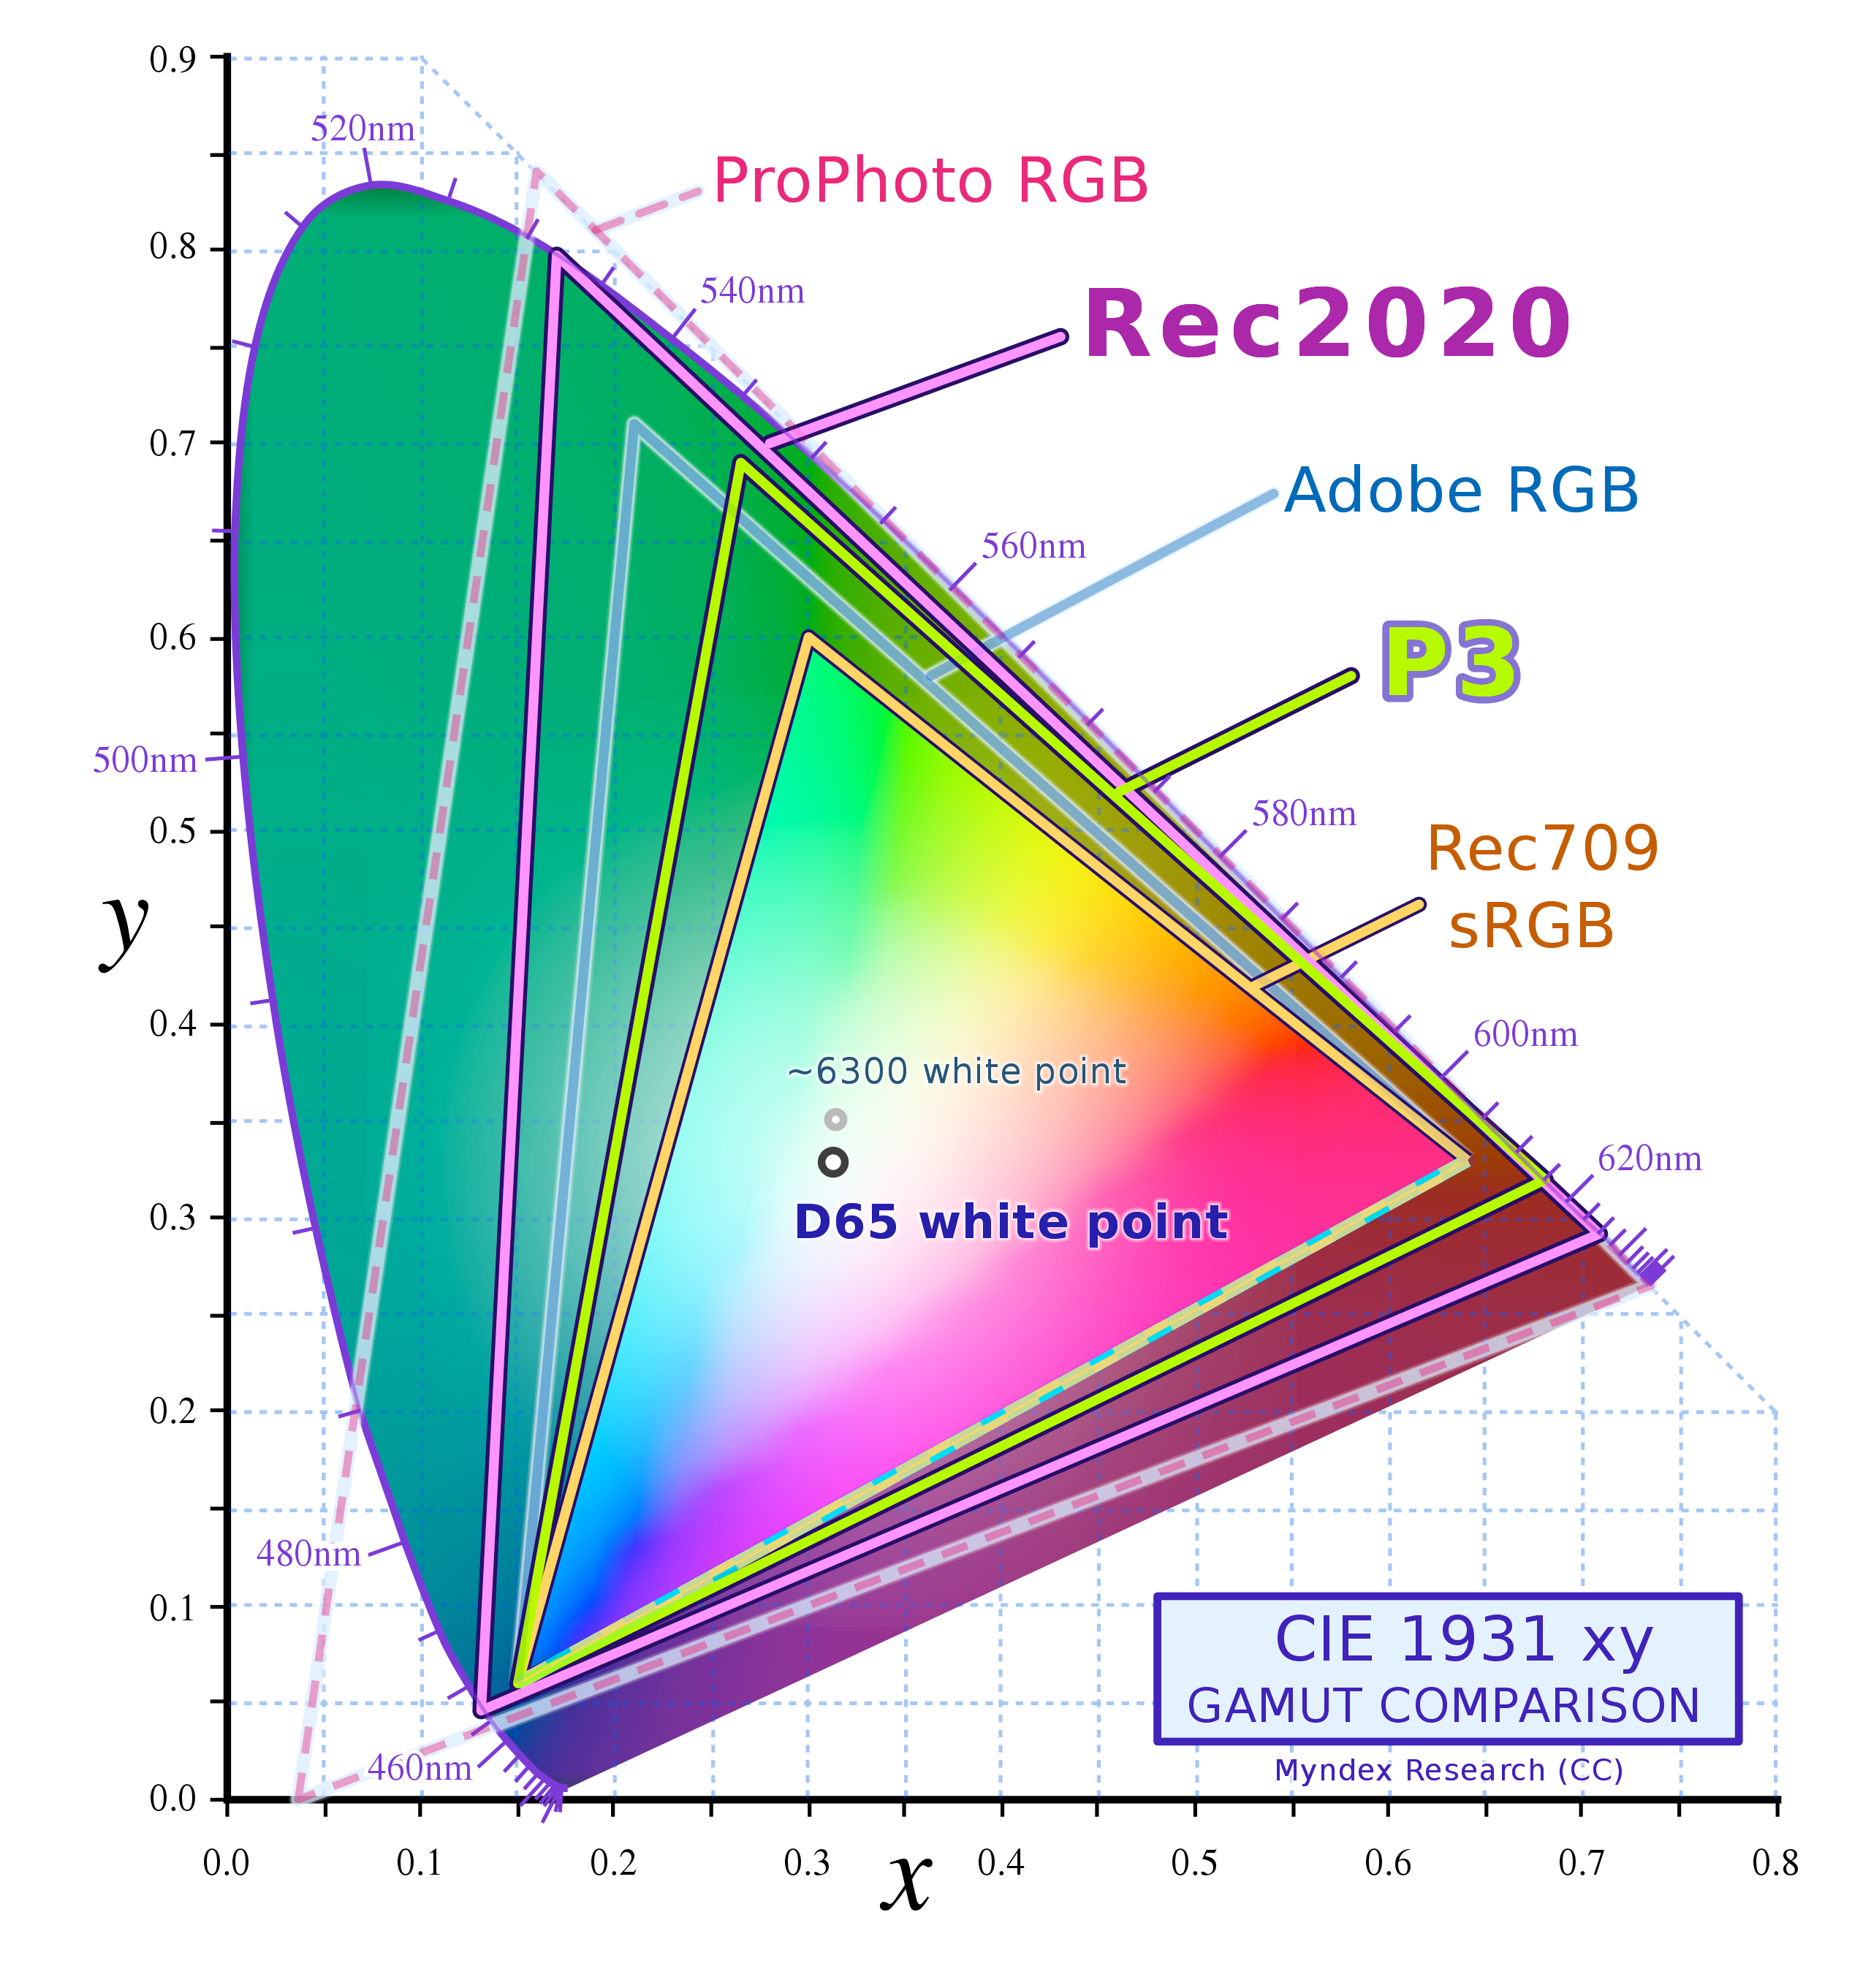 0.9
520nm
ProPhoto RGB
0.8
540nm
Rec2020
0.7
Adobe RGB
560nm
0.6
P3
500nm
580nm
0.5
Rec709
sRGB
y
0.4
600nm
~6300 white point
620nm
D65 white point
0.3
0.2
480nm
0.1
CIE 1931 xy
GAMUT COMPARISON
460nm
Myndex Research (CC)
0.0
0.0 0.1 0.2 0.3 0.4 0.5 0.6 0.7 0.8
x